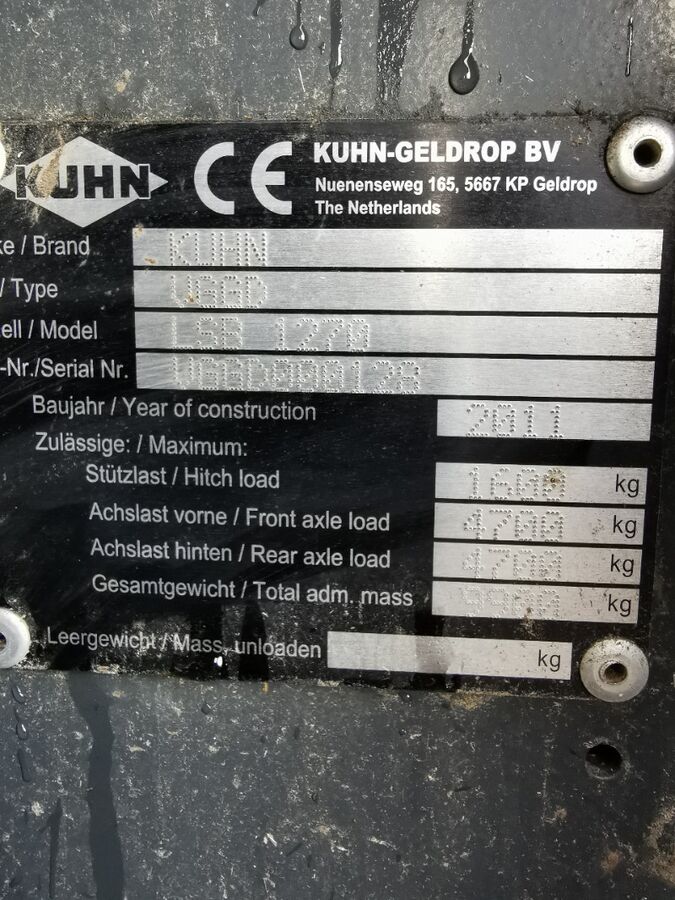 KUHN CE KUHN-GELDROP BV
Nuenenseweg 165, 5667 KP Geldrop
The Netherlands
ke / Brand KUHN
/ Type VGGD
ell / Model LSB 1270
-Nr./Serial Nr. VGGD000128
Baujahr / Year of construction 2011
Zulässige: / Maximum:
Stützlast / Hitch load 1600 kg
Achslast vorne / Front axle load 4700 kg
Achslast hinten / Rear axle load 4700 kg
Gesamtgewicht / Total adm. mass 9900 kg
Leergewicht / Mass, unloaden kg